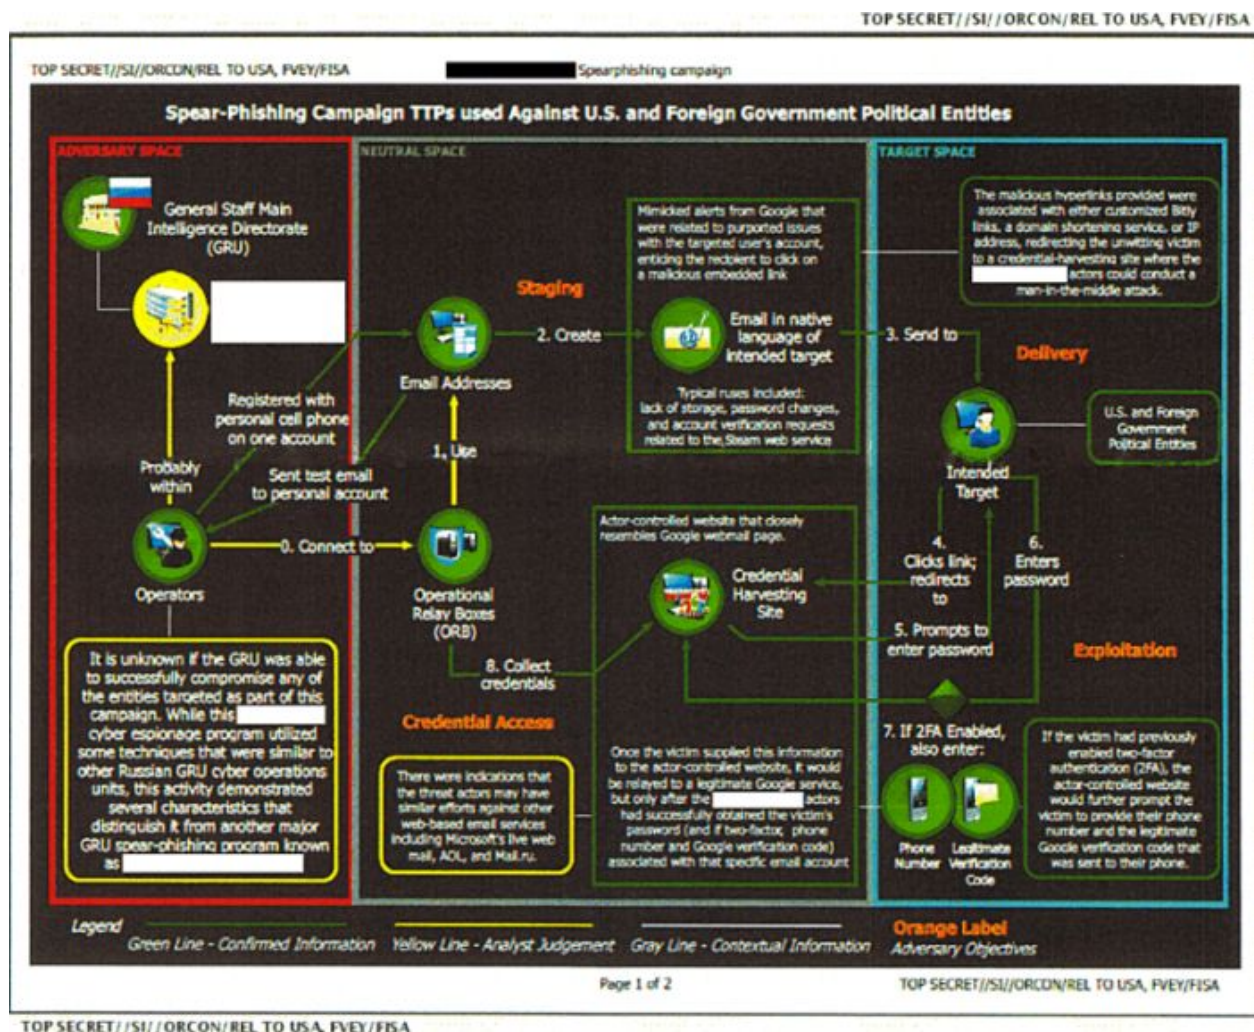 TOP SECRET//SI//ORCON/REL TO USA, FVEY/FISA
TOP SECRET//SI//ORCON/REL TO USA, FVEY/FISA
Spearphishing campaign
Spear-Phishing Campaign TTPs used Against U.S. and Foreign Government Political Entities
ADVERSARY SPACE
General Staff Main
Intelligence Directorate
(GRU)
Probably
within
Registered with
personal cell phone
on one account
Sent test email
to personal account
0. Connect to
Operators
It is unknown if the GRU was able
to successfully compromise any of
the entities targeted as part of this
campaign. While this
cyber espionage program utilized
some techniques that were similar to
other Russian GRU cyber operations
units, this activity demonstrated
several characteristics that
distinguish it from another major
GRU spear-phishing program known
as
NEUTRAL SPACE
Staging
Email Addresses
2. Create
1. Use
Mimicked alerts from Google that
were related to purported issues
with the targeted user's account,
enticing the recipient to click on
a malicious embedded link
Email in native
language of
intended target
Typical ruses included:
lack of storage, password changes,
and account verification requests
related to the Steam web service
Operational
Relay Boxes
(ORB)
8. Collect
credentials
Credential Access
There were indications that
the threat actors may have
similar efforts against other
web-based email services
including Microsoft's live web
mail, AOL, and Mail.ru.
Actor-controlled website that closely
resembles Google webmail page.
Credential
Harvesting
Site
Once the victim supplied this information
to the actor-controlled website, it would
be relayed to a legitimate Google service,
but only after the actors
had successfully obtained the victim's
password (and if two-factor, phone
number and Google verification code)
associated with that specific email account
TARGET SPACE
The malicious hyperlinks provided were
associated with either customized Bitly
links, a domain shortening service, or IP
address, redirecting the unwitting victim
to a credential-harvesting site where the
actors could conduct a
man-in-the-middle attack.
3. Send to
Delivery
U.S. and Foreign
Government
Political Entities
Intended
Target
4.
Clicks link;
redirects
to
6.
Enters
password
5. Prompts to
enter password
Exploitation
7. If 2FA Enabled,
also enter:
Phone
Number
Legitimate
Verification
Code
If the victim had previously
enabled two-factor
authentication (2FA), the
actor-controlled website
would further prompt the
victim to provide their phone
number and the legitimate
Google verification code that
was sent to their phone.
Legend
Green Line - Confirmed Information
Yellow Line - Analyst Judgement
Gray Line - Contextual Information
Orange Label
Adversary Objectives
Page 1 of 2
TOP SECRET//SI//ORCON/REL TO USA, FVEY/FISA
TOP SECRET//SI//ORCON/REL TO USA, FVEY/FISA